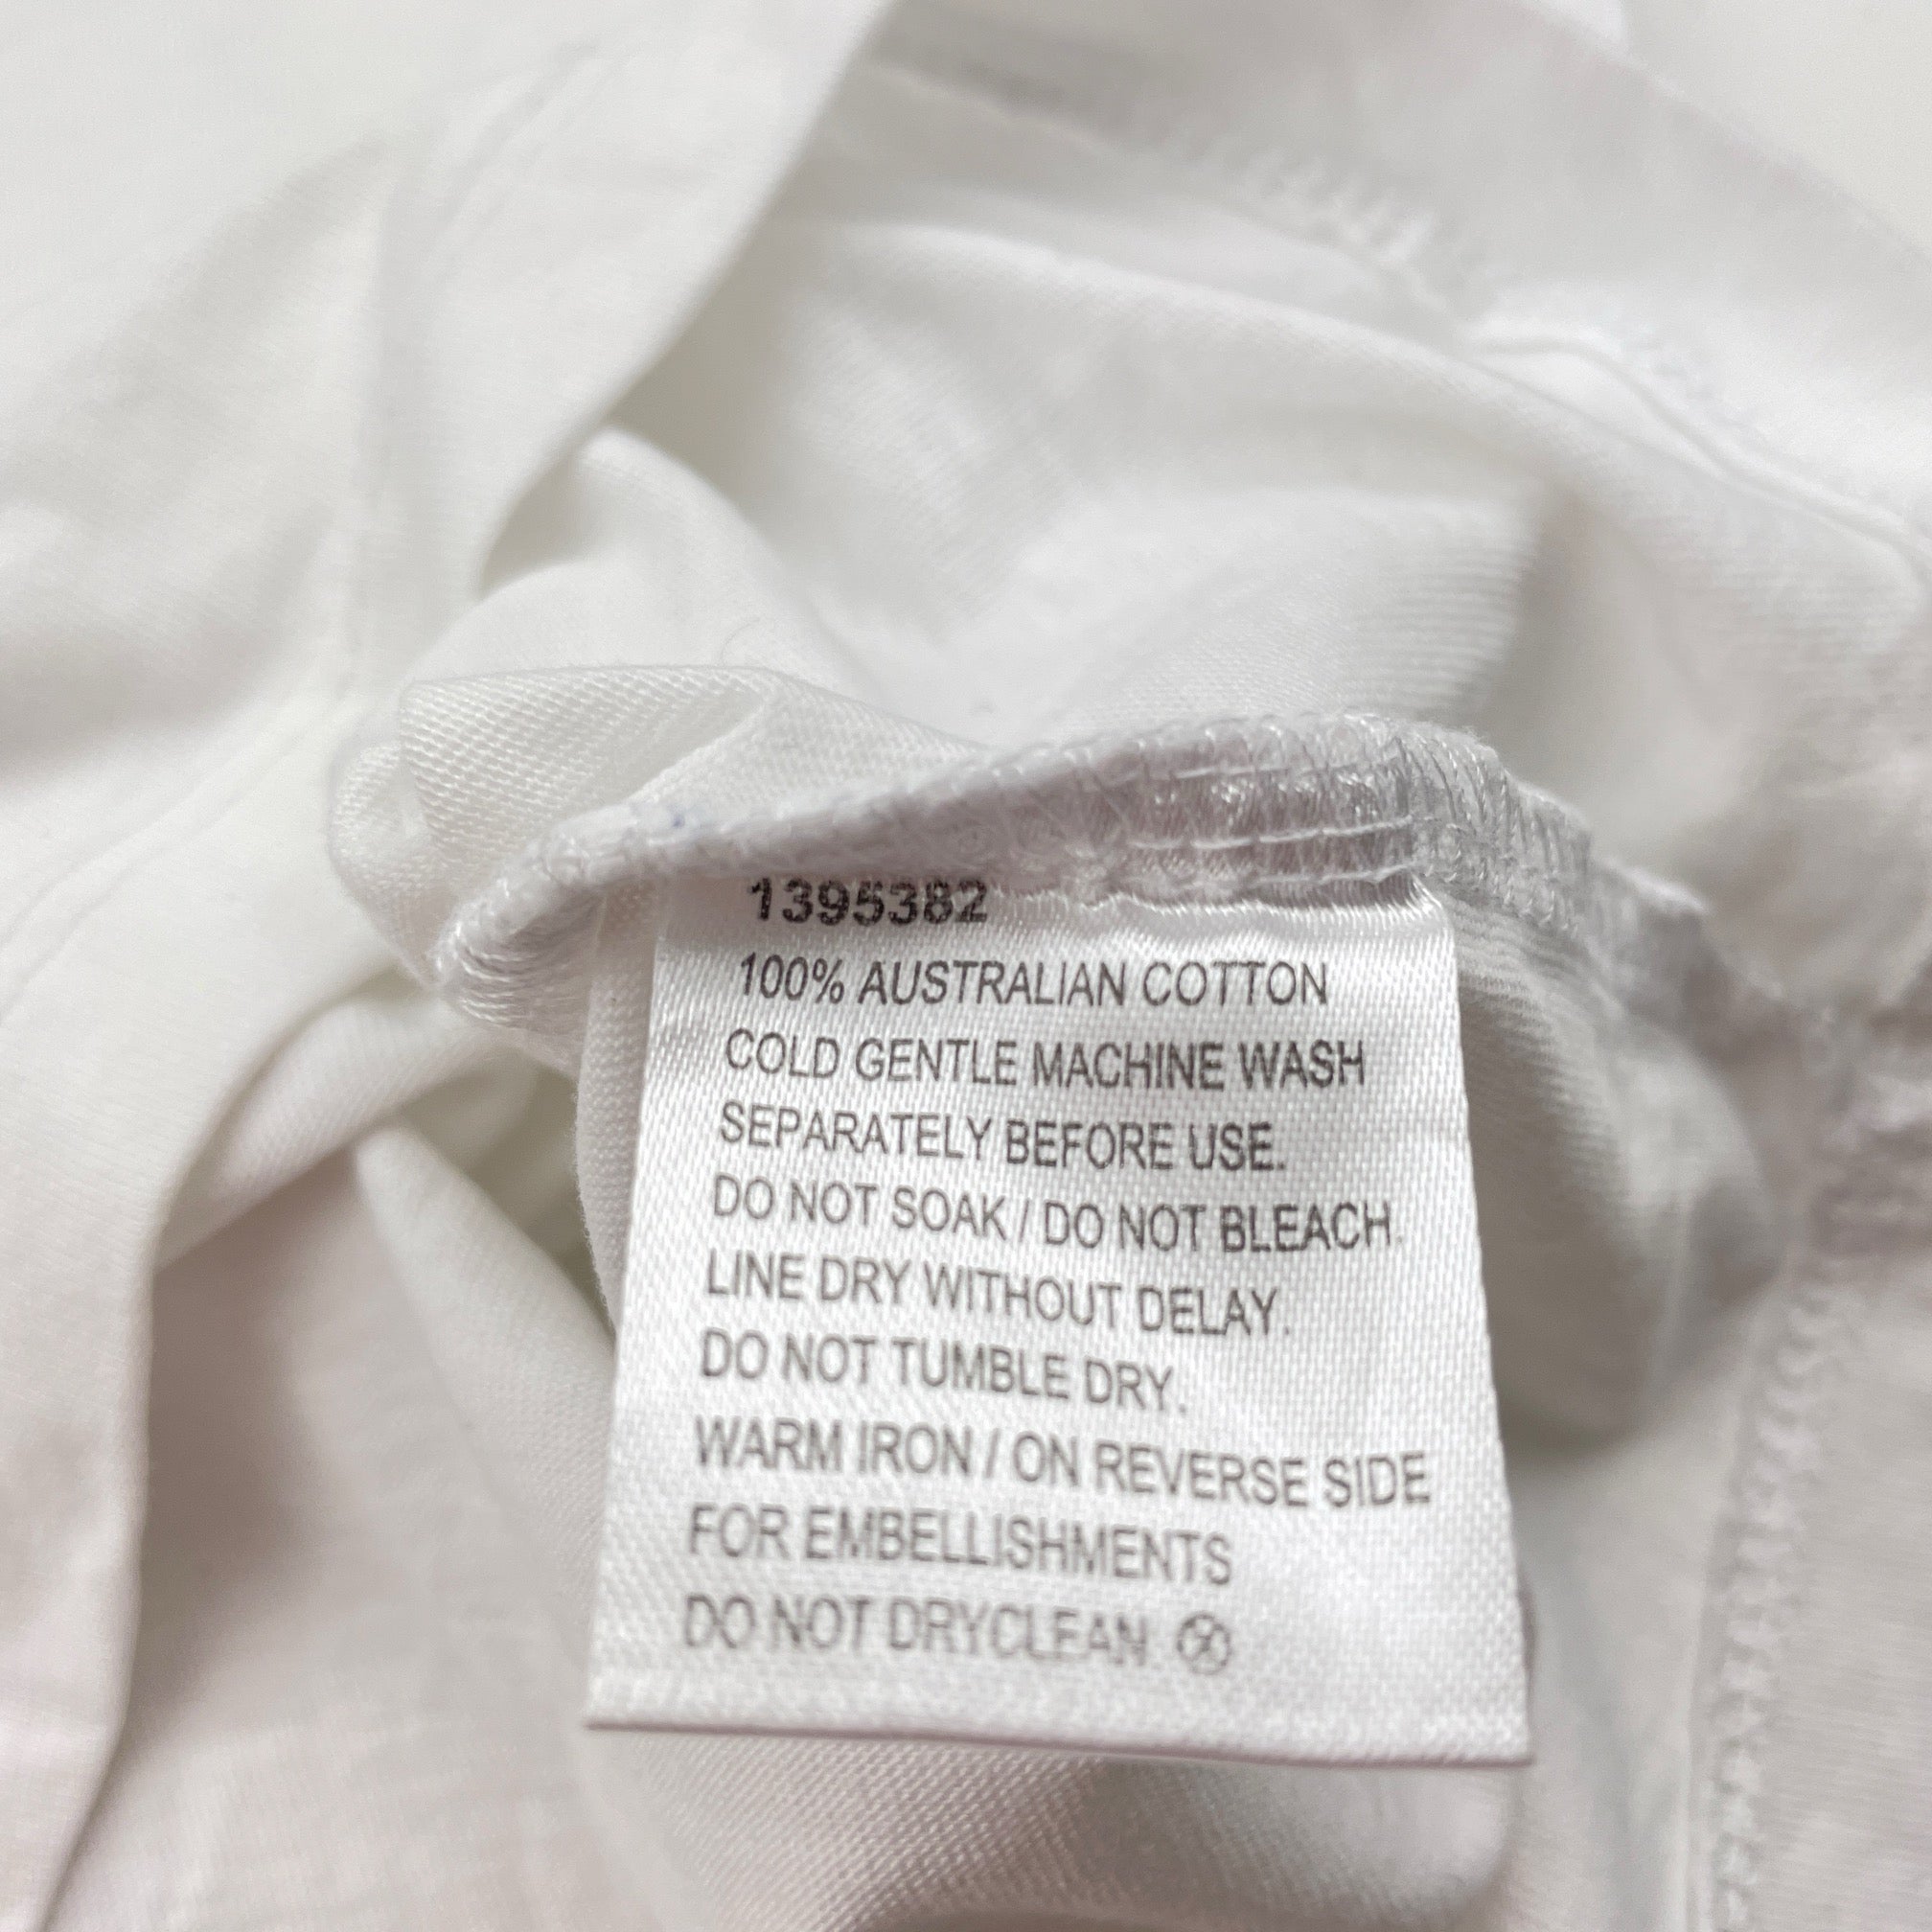 1395382
100% AUSTRALIAN COTTON
COLD GENTLE MACHINE WASH
SEPARATELY BEFORE USE.
DO NOT SOAK / DO NOT BLEACH.
LINE DRY WITHOUT DELAY.
DO NOT TUMBLE DRY.
WARM IRON / ON REVERSE SIDE
FOR EMBELLISHMENTS
DO NOT DRYCLEAN.